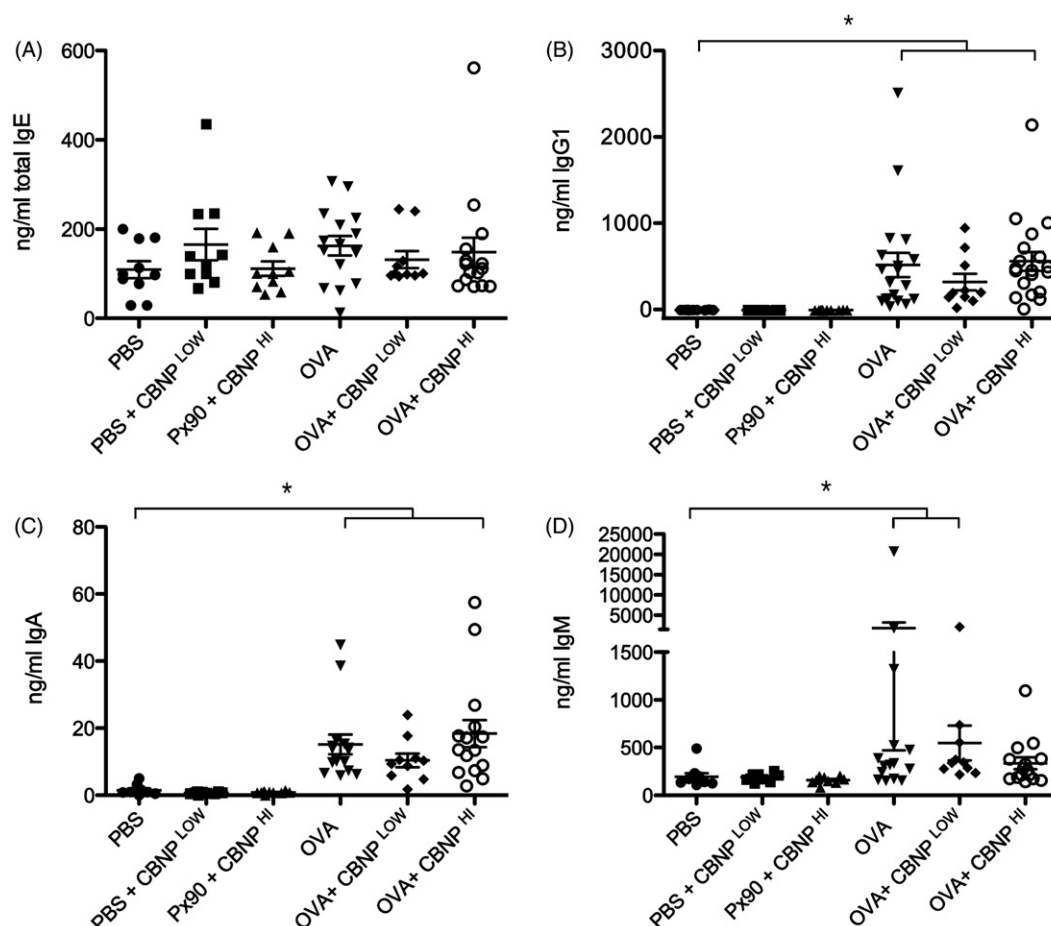 (A)
ng/ml total IgE
600
400
200
0
PBS
PBS + CBNP LOW
Px90 + CBNP HI
OVA
OVA+ CBNP LOW
OVA+ CBNP HI
(B)
*
ng/ml IgG1
3000
2000
1000
0
PBS
PBS + CBNP LOW
Px90 + CBNP HI
OVA
OVA+ CBNP LOW
OVA+ CBNP HI
(C)
*
ng/ml IgA
80
60
40
20
0
PBS
PBS + CBNP LOW
Px90 + CBNP HI
OVA
OVA+ CBNP LOW
OVA+ CBNP HI
(D)
*
ng/ml IgM
25000
20000
15000
10000
5000
1500
1000
500
0
PBS
PBS + CBNP LOW
Px90 + CBNP HI
OVA
OVA+ CBNP LOW
OVA+ CBNP HI